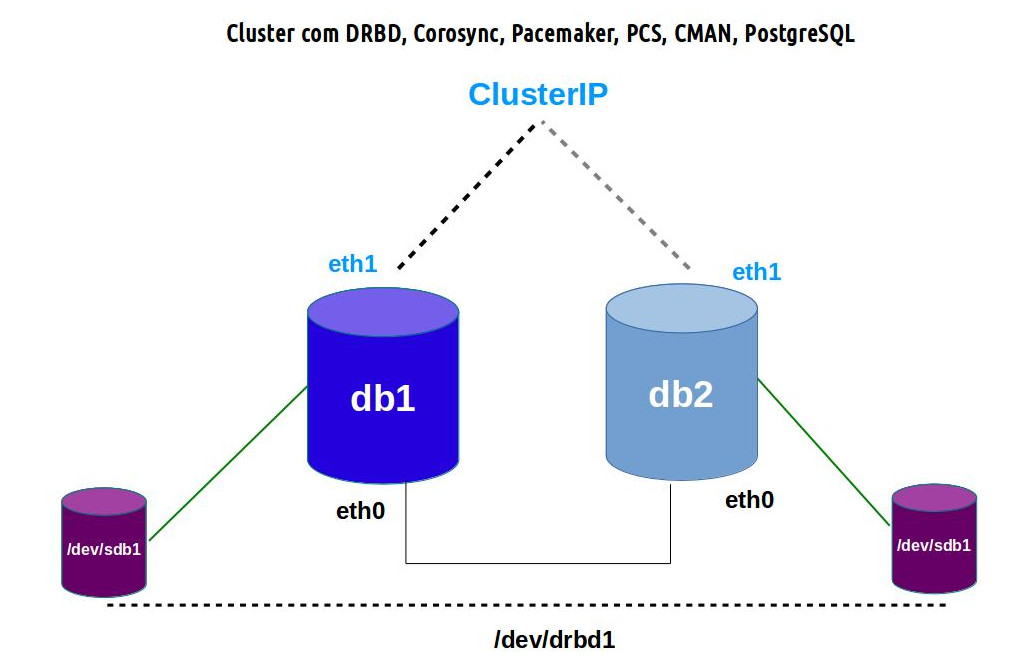 Cluster com DRBD, Corosync, Pacemaker, PCS, CMAN, PostgreSQL
ClusterIP
eth1
eth1
db1
db2
eth0
eth0
/dev/sdb1
/dev/sdb1
/dev/drbd1